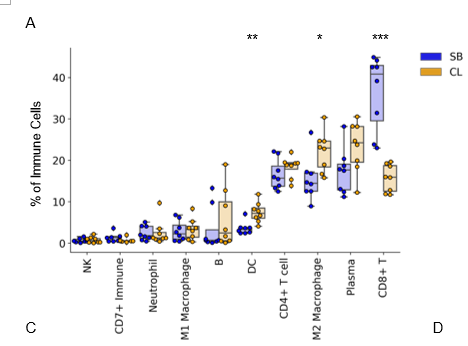 A
** * ***
SB
CL
% of Immune Cells
40
30
20
10
0
NK
CD7+ Immune
Neutrophil
M1 Macrophage
B
DC
CD4+ T cell
M2 Macrophage
Plasma
CD8+ T
C D